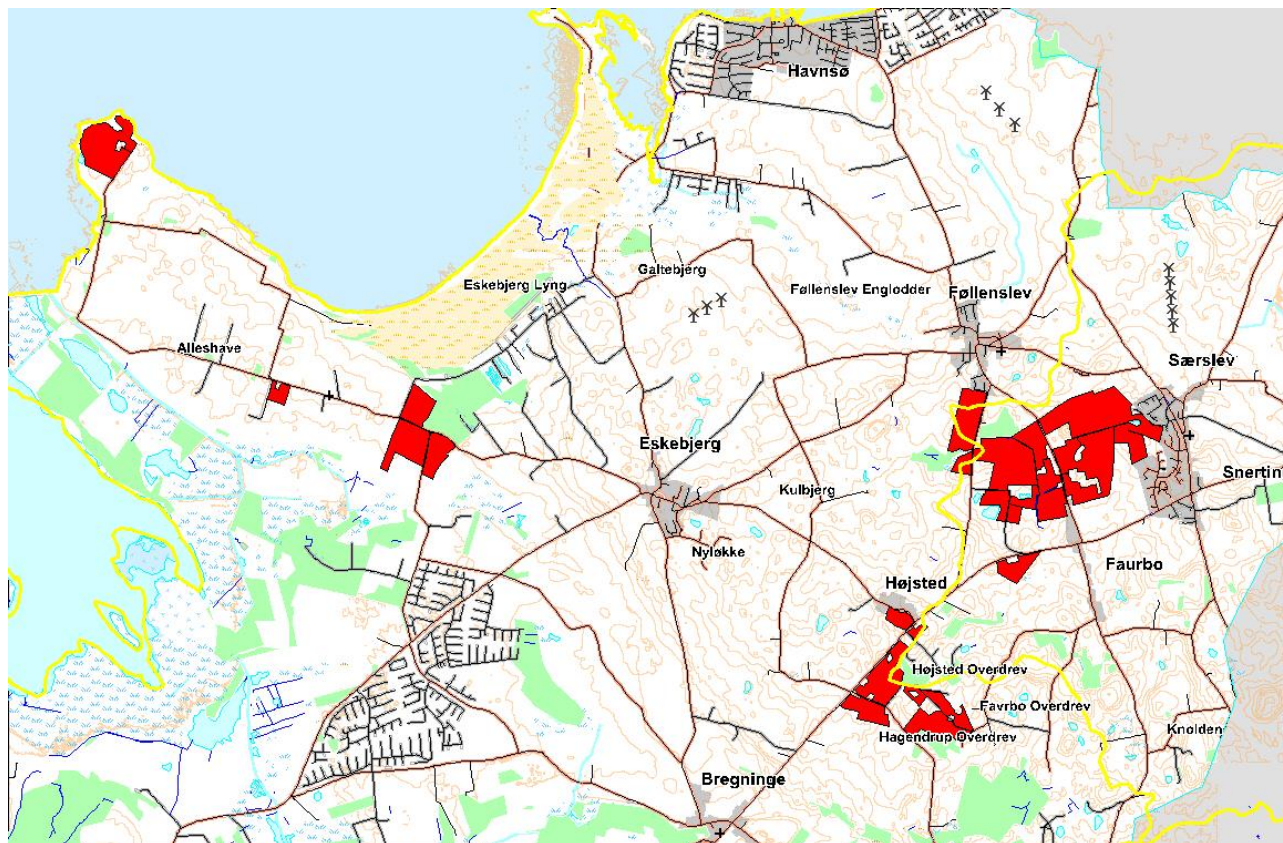 Havnsø
Galtebjerg
Eskebjerg Lyng
Føllenslev Englodder
Føllenslev
Alleshave
Særslev
Eskebjerg
Snertin
Kulbjerg
Nyløkke
Højsted
Faurbo
Højsted Overdrev
Favrbo Overdrev
Knolden
Hagendrup Overdrev
Bregninge